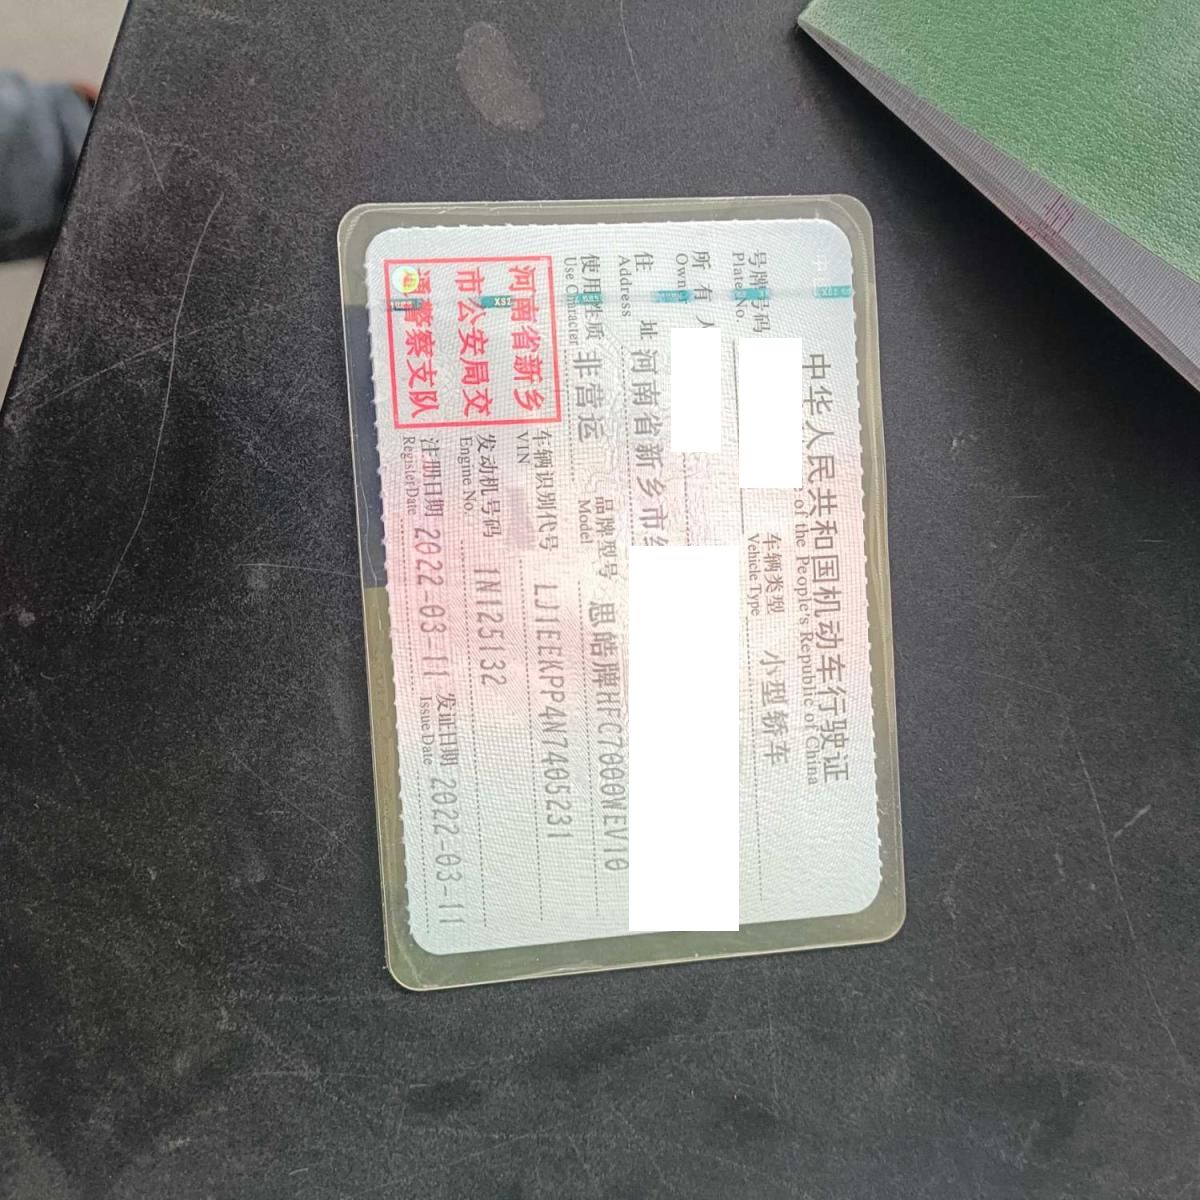 中华人民共和国机动车行驶证
of the People's Republic of China
号牌号码
Plate No.
车辆类型 小型轿车
Vehicle Type
所有人
Owner
住 址 河南省新乡市
Address
使用性质 非营运
Use Character
品牌型号 思皓牌HFC7000WEV10
Model
河南省新乡
市公安局交
通警察支队
车辆识别代号 LJ1EEKPP4N7405231
VIN
发动机号码 1N125132
Engine No.
注册日期 2022-03-11 发证日期 2022-03-11
Register Date Issue Date